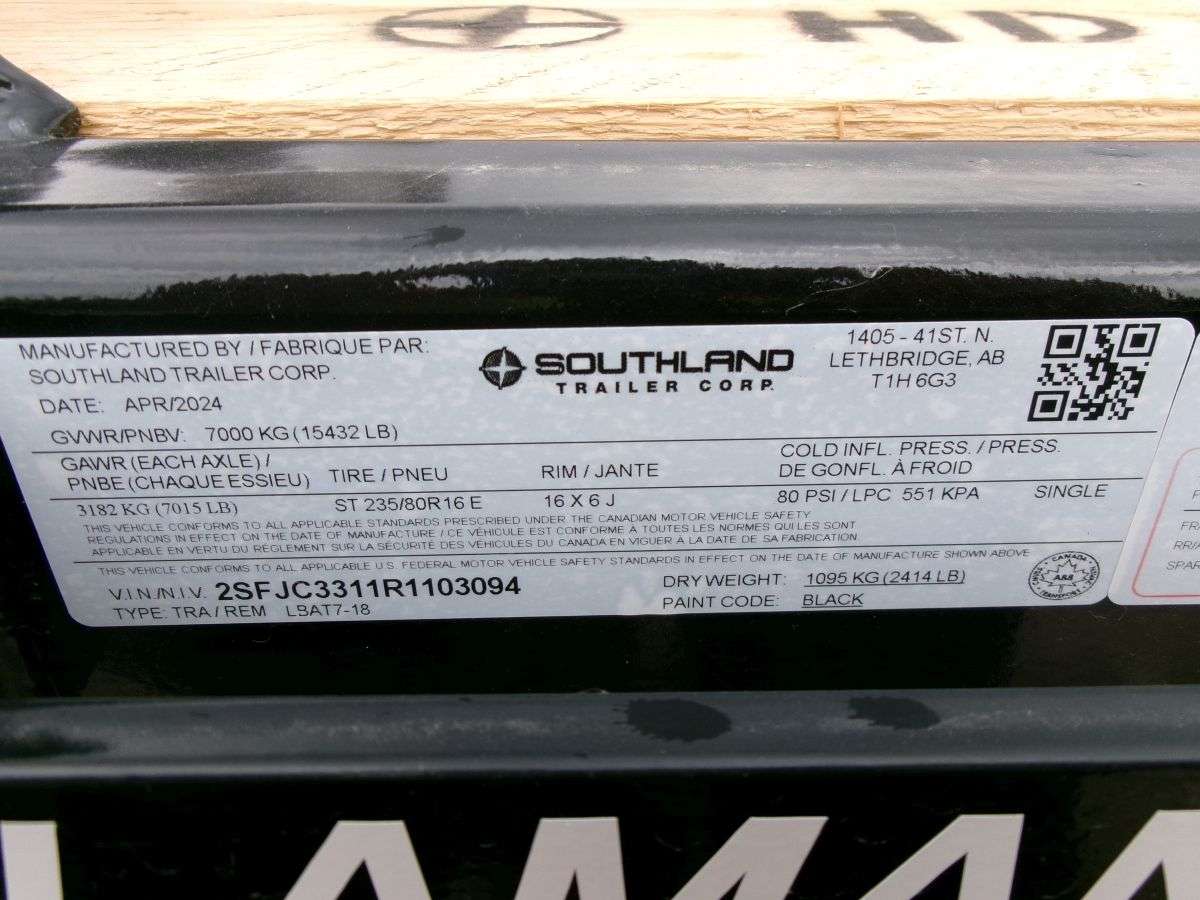 HD
MANUFACTURED BY / FABRIQUE PAR:
SOUTHLAND TRAILER CORP.
DATE: APR/2024
GVWR/PNBV: 7000 KG (15432 LB)
SOUTHLAND
TRAILER CORP.
1405 - 41ST. N.
LETHBRIDGE, AB
T1H 6G3
GAWR (EACH AXLE) /
PNBE (CHAQUE ESSIEU)
TIRE / PNEU
RIM / JANTE
COLD INFL. PRESS. / PRESS.
DE GONFL. À FROID
3182 KG (7015 LB)
ST 235/80R16 E
16 X 6 J
80 PSI / LPC 551 KPA
SINGLE
THIS VEHICLE CONFORMS TO ALL APPLICABLE STANDARDS PRESCRIBED UNDER THE CANADIAN MOTOR VEHICLE SAFETY
REGULATIONS IN EFFECT ON THE DATE OF MANUFACTURE / CE VÉHICULE EST CONFORME À TOUTES LES NORMES QUI LES SONT
APPLICABLE EN VERTU DU RÈGLEMENT SUR LA SÉCURITÉ DES VÉHICULES DU CANADA EN VIGUER À LA DATE DE SA FABRICATION
THIS VEHICLE CONFORMS TO ALL APPLICABLE U.S. FEDERAL MOTOR VEHICLE SAFETY STANDARDS IN EFFECT ON THE DATE OF MANUFACTURE SHOWN ABOVE
V.I.N./N.I.V. 2SFJC3311R1103094
TYPE: TRA / REM LBAT7-18
DRY WEIGHT: 1095 KG (2414 LB)
PAINT CODE: BLACK
CANADA
TRANSPORT
FR
RR/
SPAR